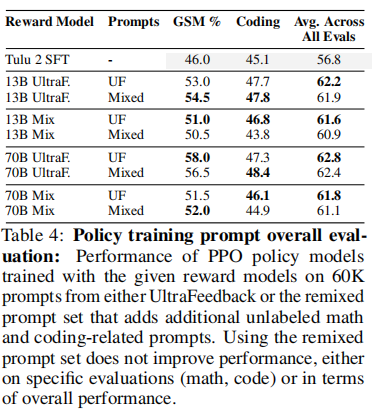 Reward Model Prompts GSM % Coding Avg. Across
All Evals
Tulu 2 SFT - 46.0 45.1 56.8
13B UltraF. UF 53.0 47.7 62.2
13B UltraF. Mixed 54.5 47.8 61.9
13B Mix UF 51.0 46.8 61.6
13B Mix Mixed 50.5 43.8 60.9
70B UltraF. UF 58.0 47.3 62.8
70B UltraF. Mixed 56.5 48.4 62.4
70B Mix UF 51.5 46.1 61.8
70B Mix Mixed 52.0 44.9 61.1
Table 4: Policy training prompt overall eval-
uation: Performance of PPO policy models
trained with the given reward models on 60K
prompts from either UltraFeedback or the remixed
prompt set that adds additional unlabeled math
and coding-related prompts. Using the remixed
prompt set does not improve performance, either
on specific evaluations (math, code) or in terms
of overall performance.